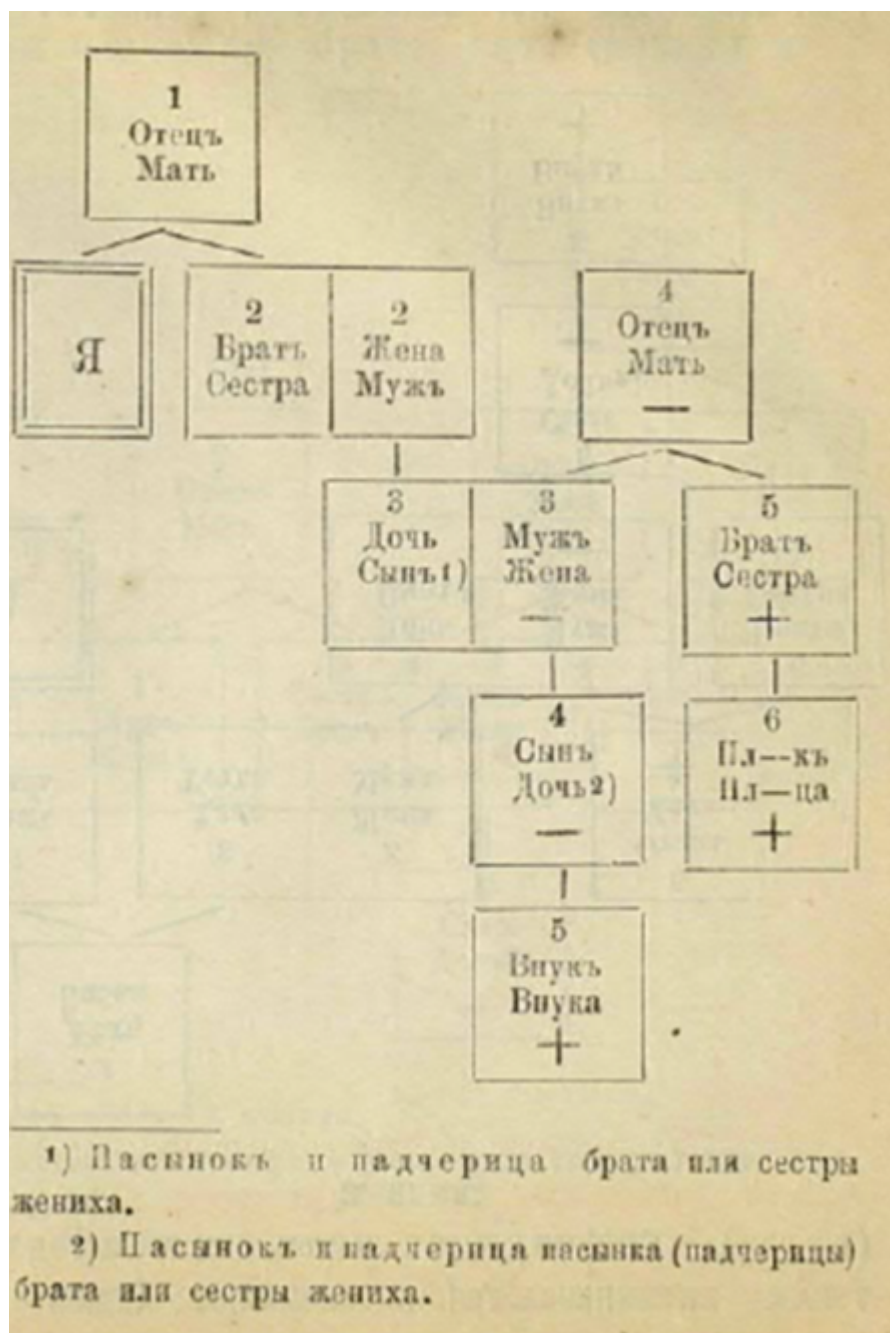 1
Отецъ
Мать
Я
2
Братъ
Сестра
2
Жена
Мужъ
4
Отецъ
Мать
—
3
Дочь
Сынъ 1)
3
Мужъ
Жена
—
5
Братъ
Сестра
+
4
Сынъ
Дочь 2)
—
6
Пл--къ
Пл—ца
+
5
Внукъ
Внука
+
1) Пасынокъ и падчерица брата или сестры
жениха.
2) Пасынокъ и падчерица пасынка (падчерицы)
брата или сестры жениха.